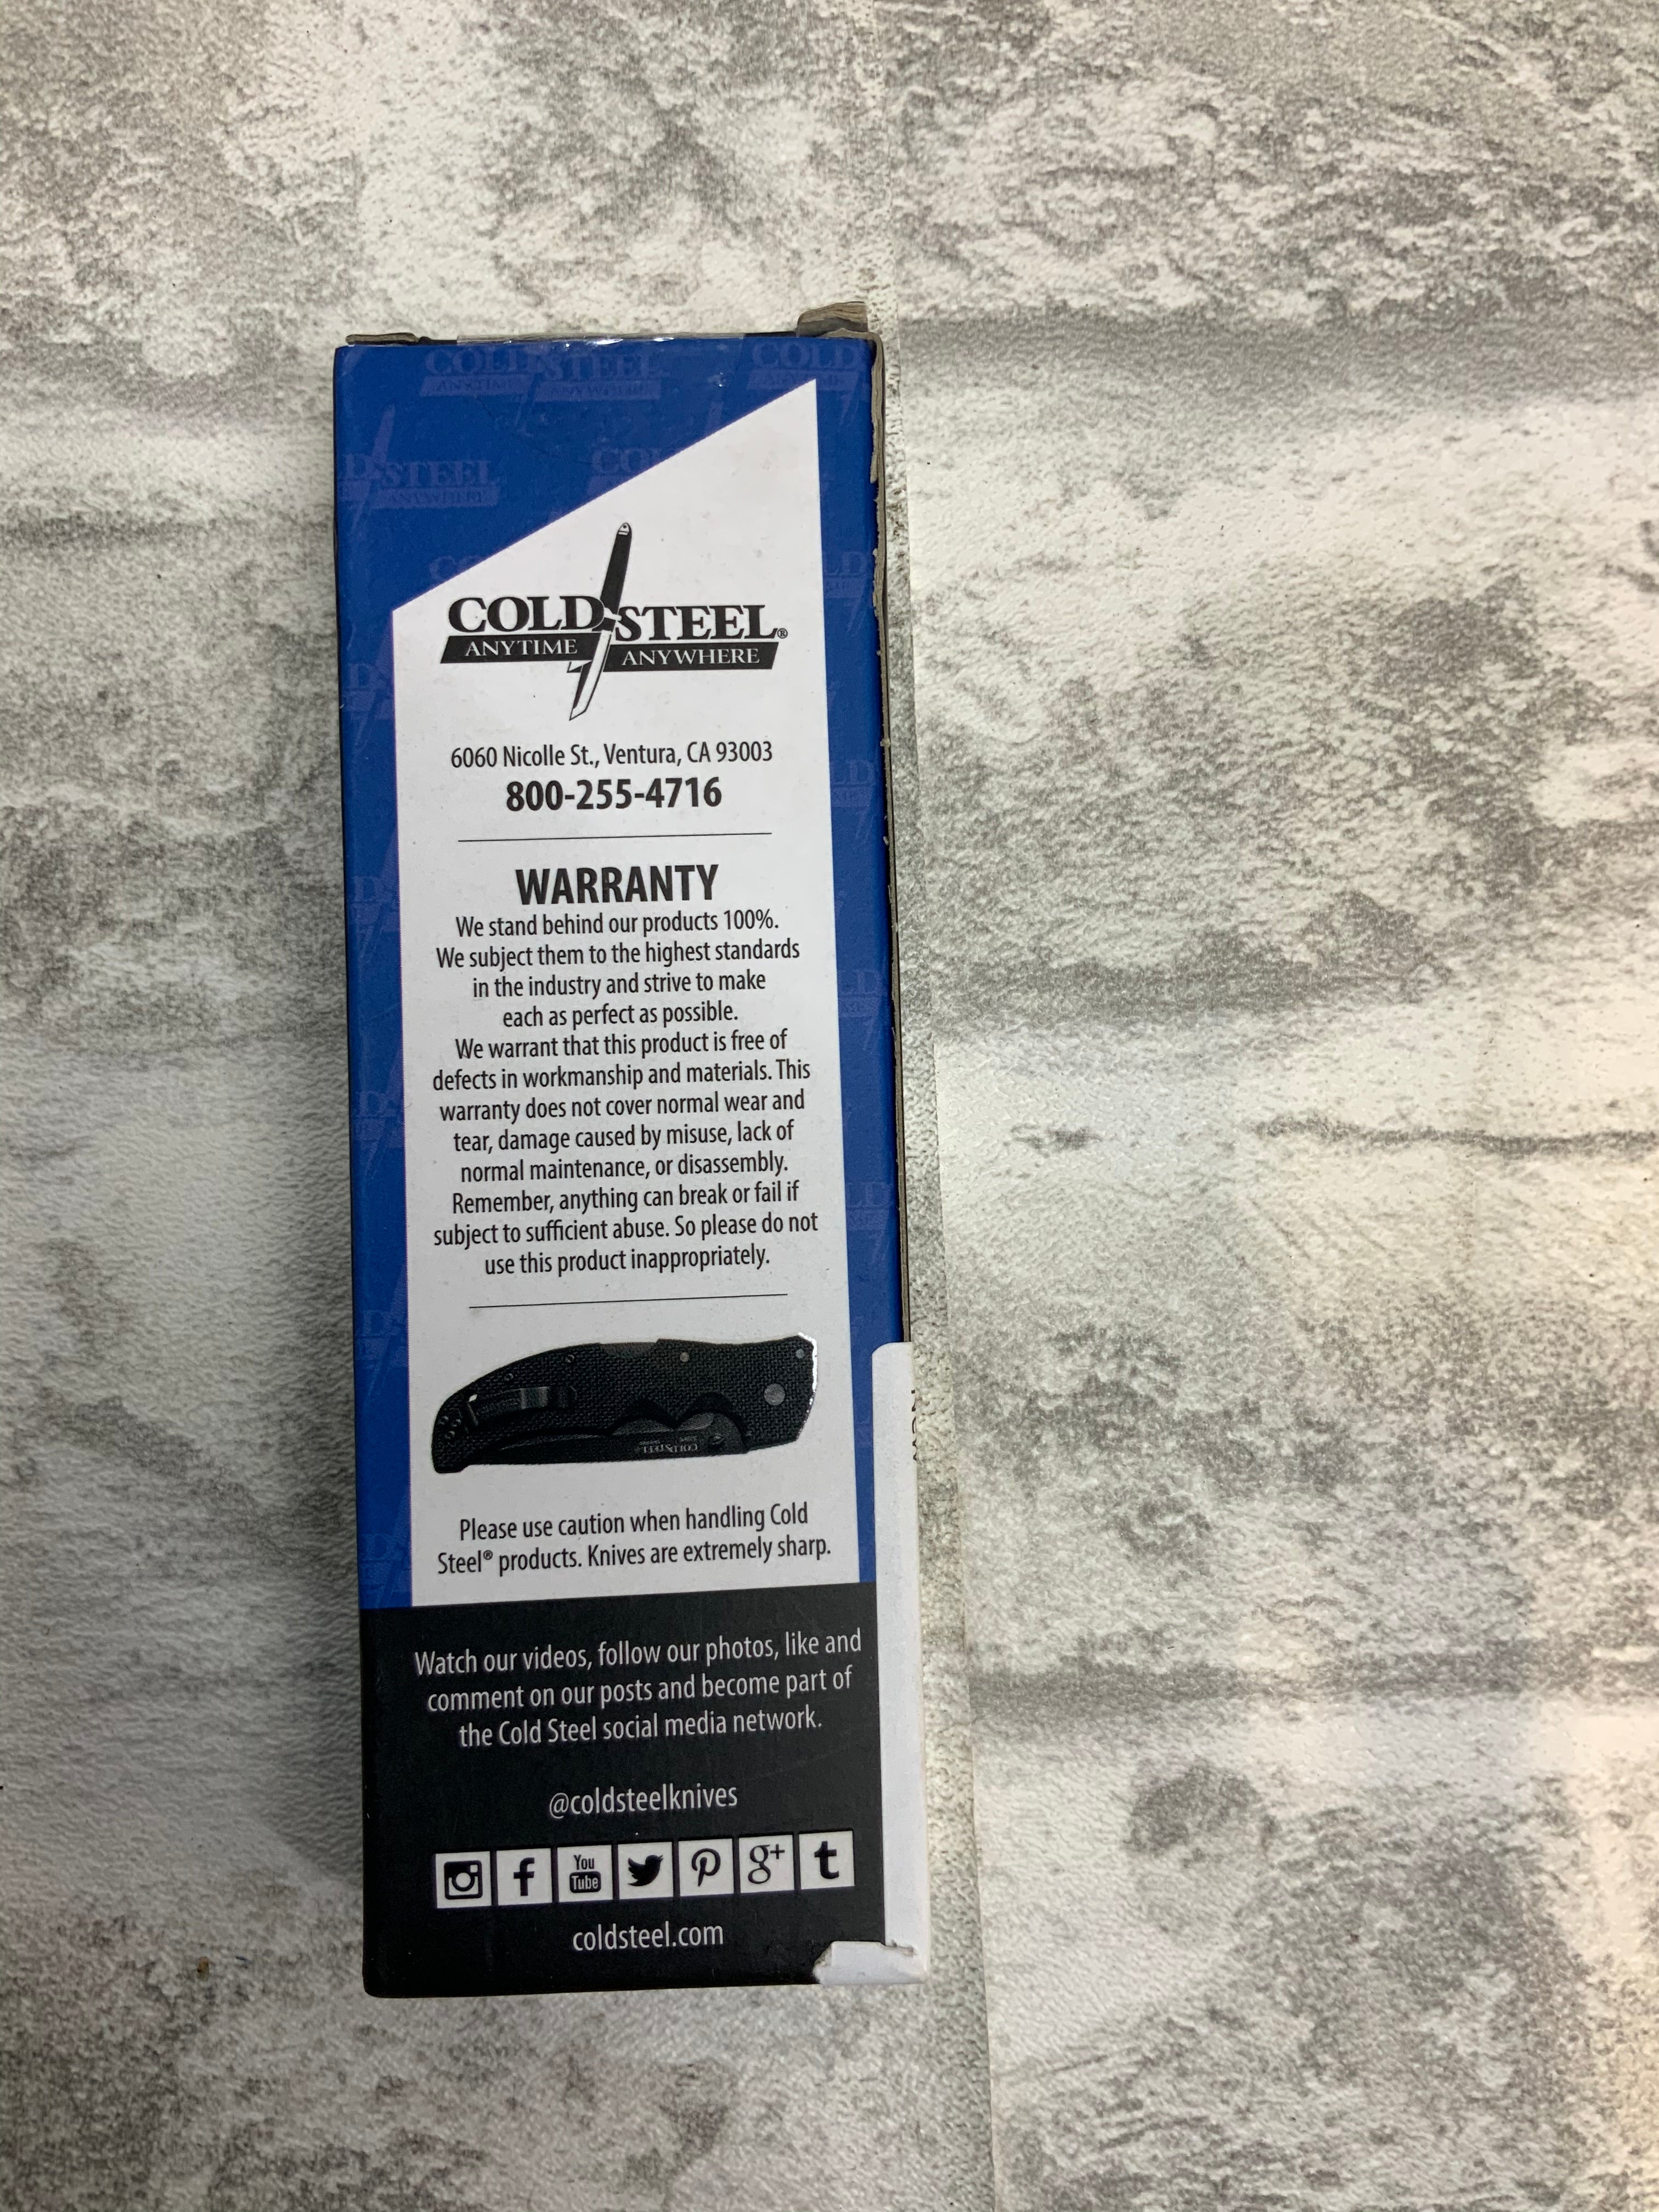 COLD STEEL®
ANYTIME ANYWHERE
6060 Nicolle St., Ventura, CA 93003
800-255-4716
WARRANTY
We stand behind our products 100%.
We subject them to the highest standards
in the industry and strive to make
each as perfect as possible.
We warrant that this product is free of
defects in workmanship and materials. This
warranty does not cover normal wear and
tear, damage caused by misuse, lack of
normal maintenance, or disassembly.
Remember, anything can break or fail if
subject to sufficient abuse. So please do not
use this product inappropriately.
COLD STEEL
Please use caution when handling Cold
Steel® products. Knives are extremely sharp.
Watch our videos, follow our photos, like and
comment on our posts and become part of
the Cold Steel social media network.
@coldsteelknives
f You Tube p g+ t
coldsteel.com